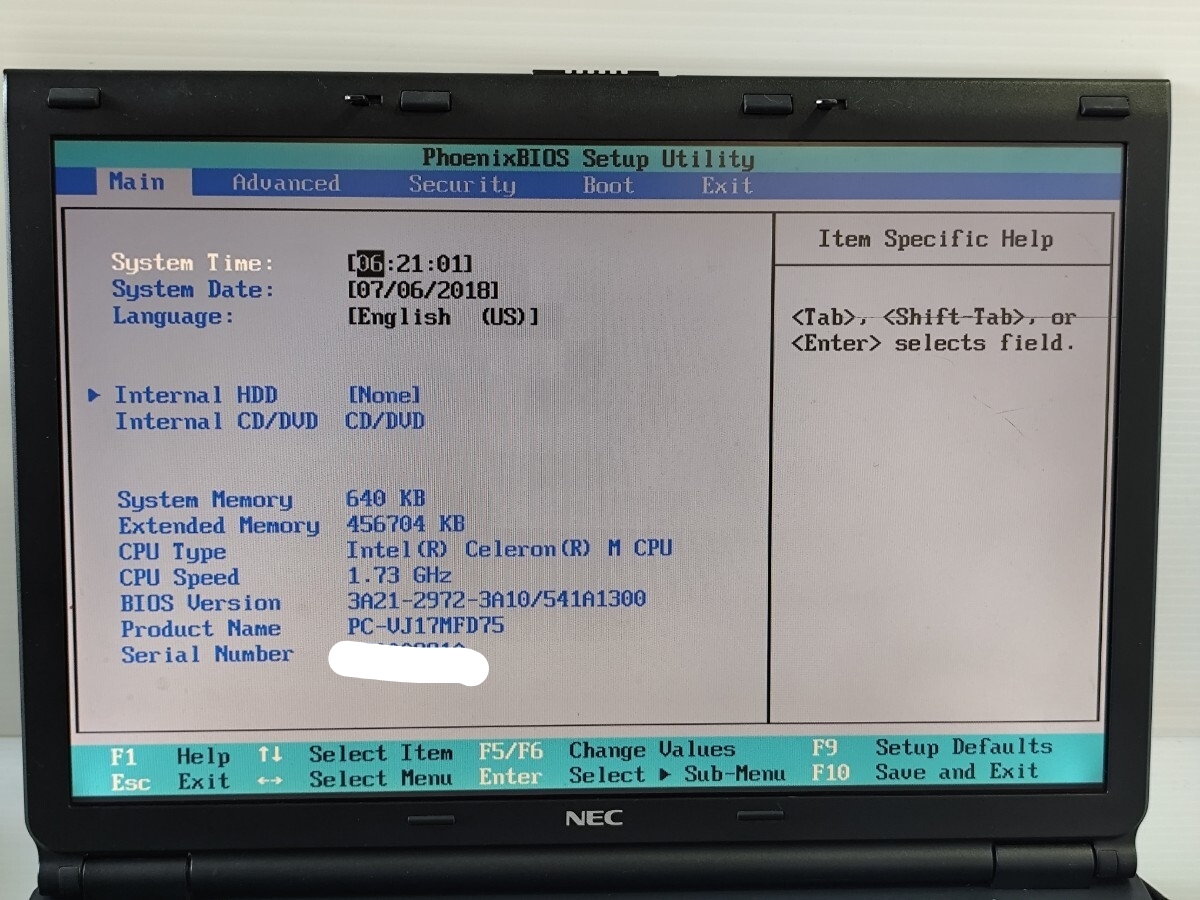 PhoenixBIOS Setup Utility
Main Advanced Security Boot Exit
Item Specific Help
System Time: [06:21:01]
System Date: [07/06/2018]
Language: [English (US)]
<Tab>, <Shift-Tab>, or
<Enter> selects field.
Internal HDD [None]
Internal CD/DVD CD/DVD
System Memory 640 KB
Extended Memory 456704 KB
CPU Type Intel(R) Celeron(R) M CPU
CPU Speed 1.73 GHz
BIOS Version 3A21-2972-3A10/541A1300
Product Name PC-VJ17MFD75
Serial Number
F1 Help ↑↓ Select Item F5/F6 Change Values F9 Setup Defaults
Esc Exit ↔ Select Menu Enter Select ▶ Sub-Menu F10 Save and Exit
NEC